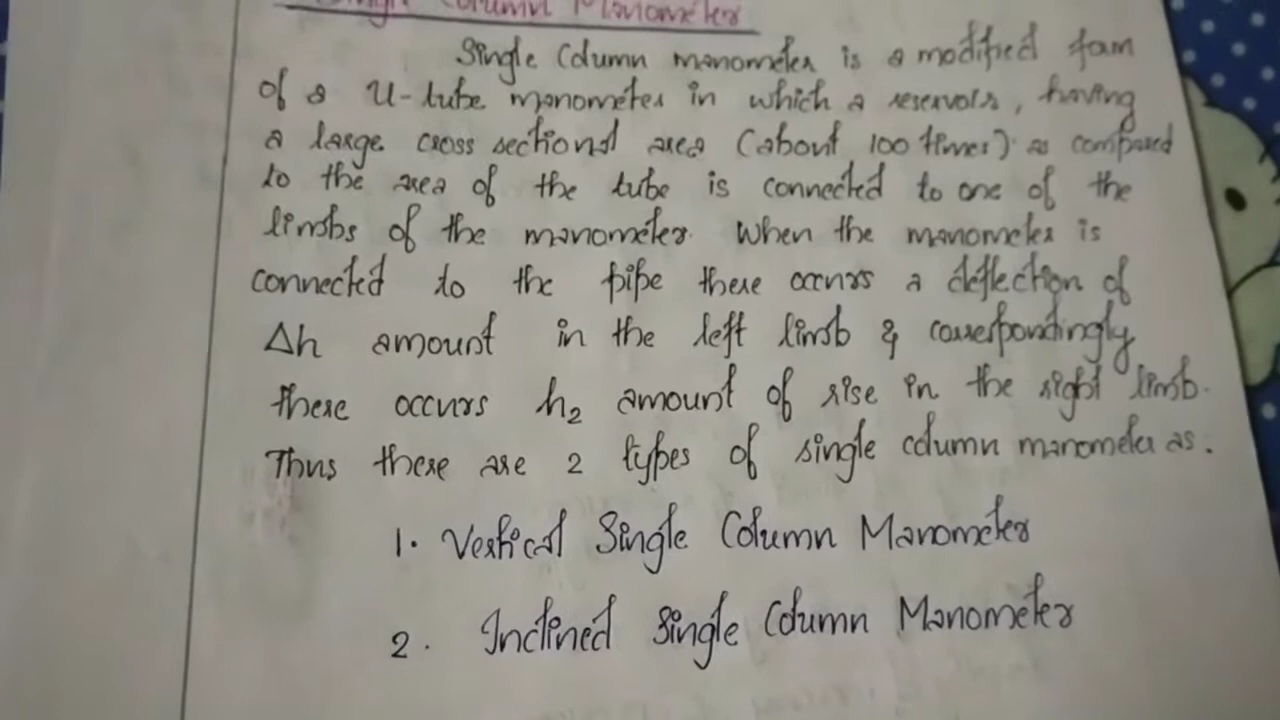 Single Column Manometer
Single Column manometer is a modified form
of a U-tube manometer in which a reservoir, having
a large cross sectional area (about 100 times) as compared
to the area of the tube is connected to one of the
limbs of the manometer. When the manometer is
connected to the pipe there occurs a deflection of
Δh amount in the left limb & correspondingly
there occurs h₂ amount of rise in the right limb.
Thus there are 2 types of single column manometer as.
1. Vertical Single Column Manometer
2. Inclined Single Column Manometer